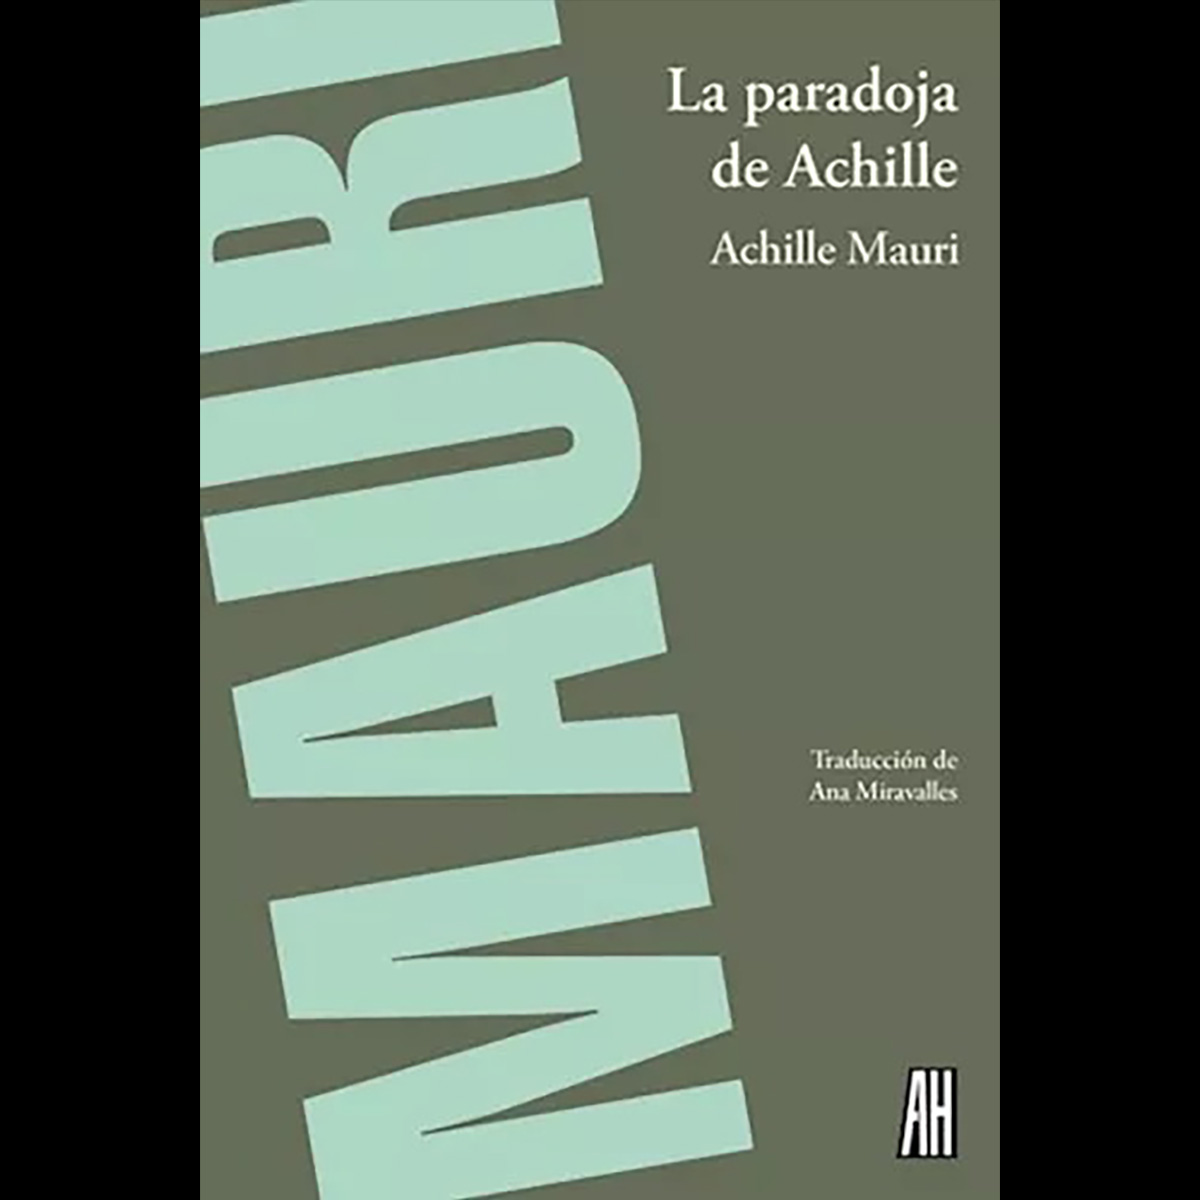 La paradoja
de Achille
Achille Mauri
MAURI
Traducción de
Ana Miravalles
AH